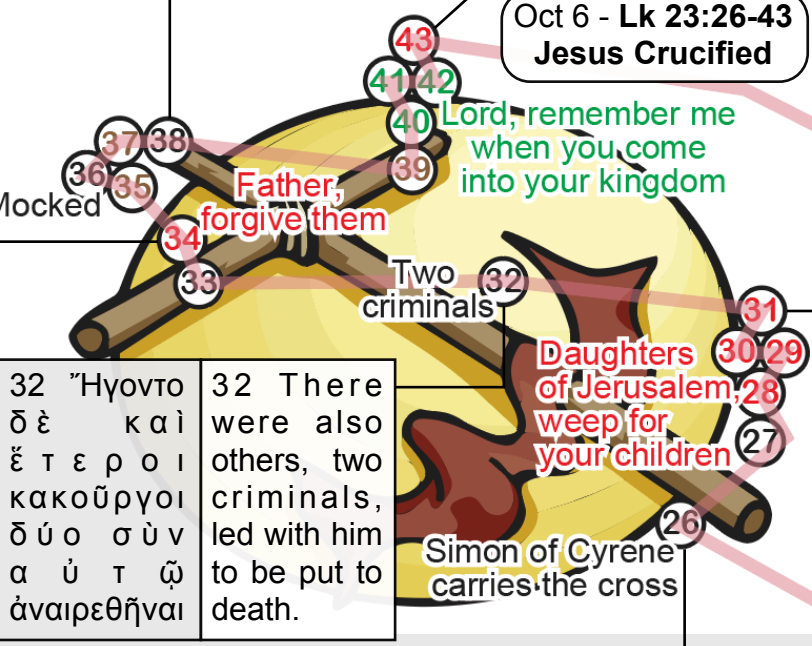 Oct 6 - Lk 23:26-43
Jesus Crucified
43
41 42
40
39
Lord, remember me
when you come
into your kingdom
37 38
36 35
Mocked
34
33
Father,
forgive them
Two
criminals
32
31
30 29
28
27
26
Daughters
of Jerusalem,
weep for
your children
Simon of Cyrene
carries the cross
32 Ἤγοντο
δὲ καὶ
ἕτεροι
κακοῦργοι
δύο σὺν
αὐτῷ
ἀναιρεθῆναι
32 There
were also
others, two
criminals,
led with him
to be put to
death.